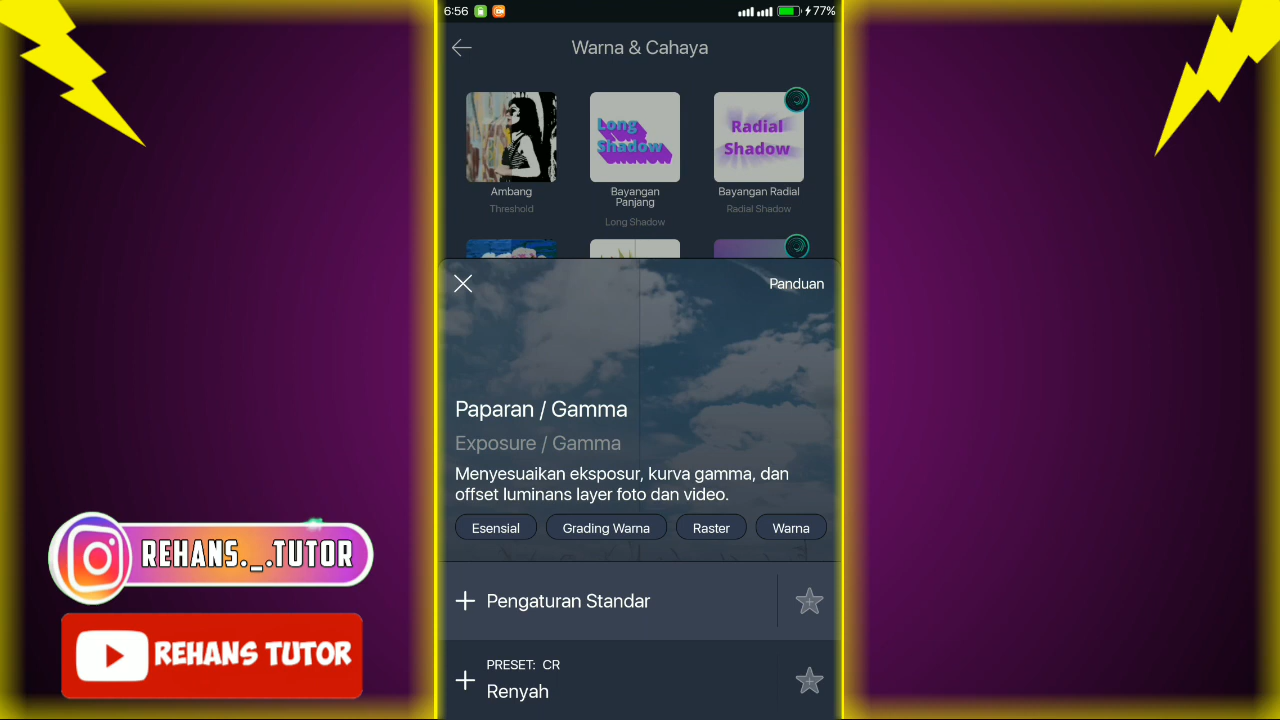 6:56
77%
Warna & Cahaya
Long
Shadow
Radial
Shadow
Ambang
Threshold
Bayangan
Panjang
Long Shadow
Bayangan Radial
Radial Shadow
Panduan
Paparan / Gamma
Exposure / Gamma
Menyesuaikan eksposur, kurva gamma, dan
offset luminans layer foto dan video.
Esensial
Grading Warna
Raster
Warna
Pengaturan Standar
PRESET: CR
Renyah
REHANS._.TUTOR
REHANS TUTOR